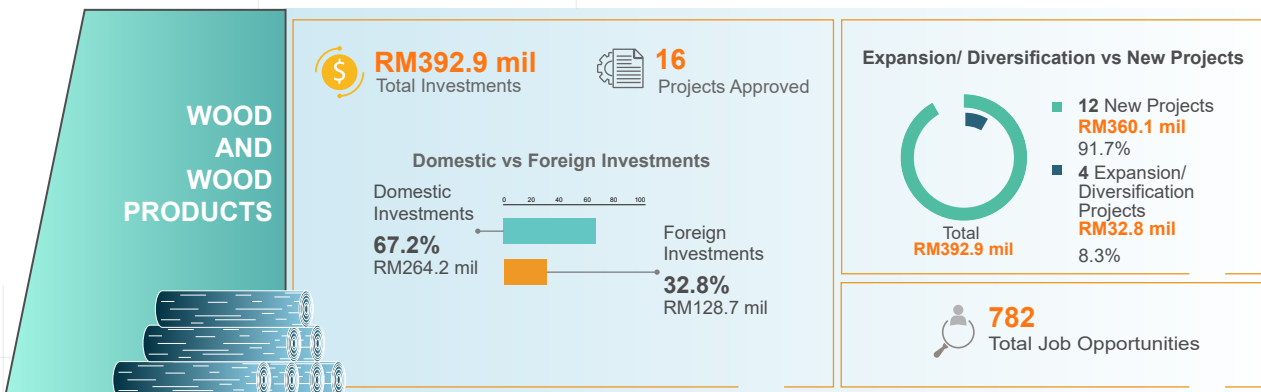 WOOD
AND
WOOD
PRODUCTS
$
RM392.9 mil
Total Investments
16
Projects Approved
Domestic vs Foreign Investments
Domestic
Investments
67.2%
RM264.2 mil
0 20 40 60 80 100
Foreign
Investments
32.8%
RM128.7 mil
Expansion/ Diversification vs New Projects
Total
RM392.9 mil
12 New Projects
RM360.1 mil
91.7%
4 Expansion/
Diversification
Projects
RM32.8 mil
8.3%
782
Total Job Opportunities